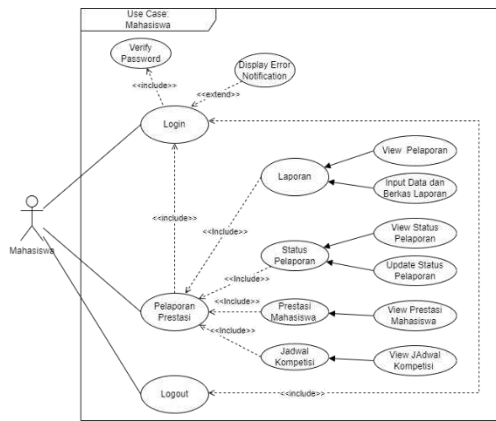 Use Case:
Mahasiswa
Verify
Password
Display Error
Notification
<<include>>
<<extend>>
Login
View Pelaporan
Laporan
Input Data dan
Berkas Laporan
<<include>>
<<Include>>
View Status
Pelaporan
Mahasiswa
Status
Pelaporan
Update Status
Pelaporan
<<Include>>
Pelaporan
Prestasi
<<Include>>
Prestasi
Mahasiswa
View Prestasi
Mahasiswa
<<Include>>
Jadwal
Kompetisi
View JAdwal
Kompetisi
Logout
<<include>>